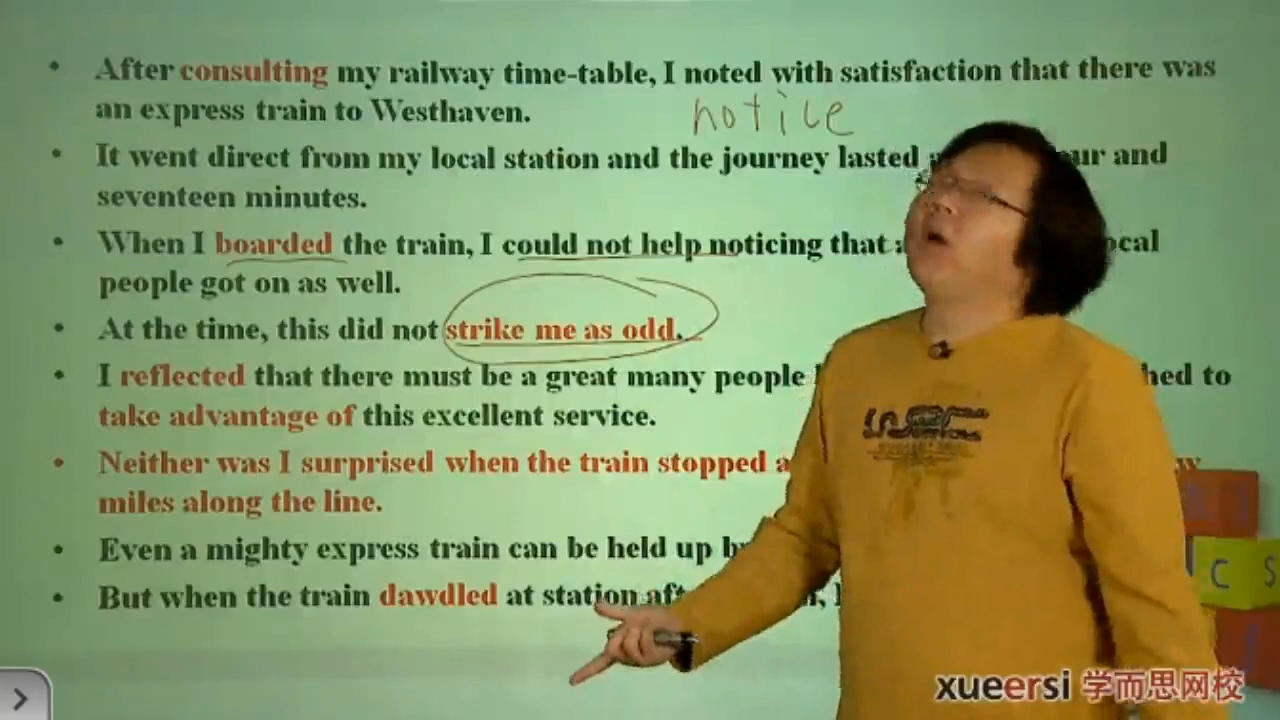 • After consulting my railway time-table, I noted with satisfaction that there was
an express train to Westhaven.
notice
• It went direct from my local station and the journey lasted and
seventeen minutes.
• When I boarded the train, I could not help noticing that
people got on as well.
• At the time, this did not strike me as odd.
• I reflected that there must be a great many people to
take advantage of this excellent service.
• Neither was I surprised when the train stopped
miles along the line.
• Even a mighty express train can be held up
• But when the train dawdled at station
C S
xueersi 学而思网校